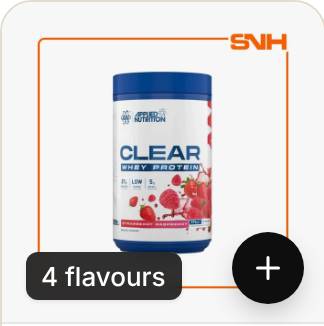 SNH
APPLIED
NUTRITION
CLEAR
WHEY PROTEIN
LOW
STRAWBERRY RASPBERRY
4 flavours
+